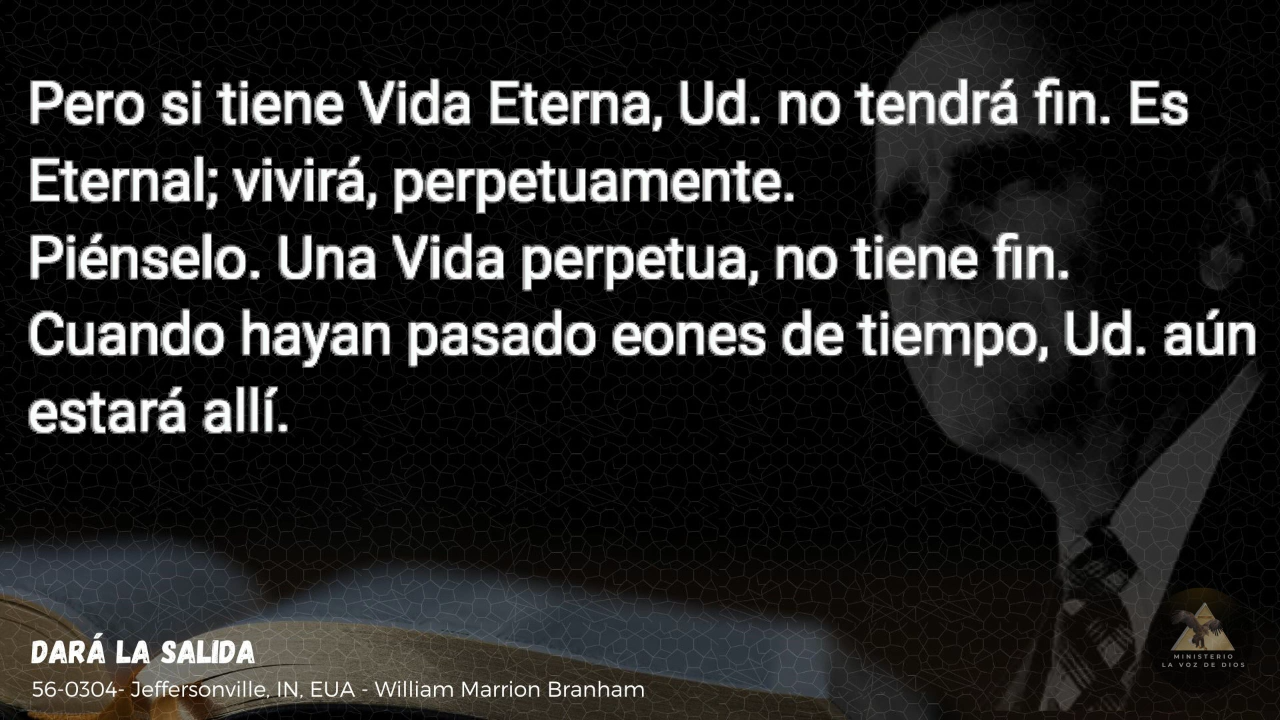 Pero si tiene Vida Eterna, Ud. no tendrá fin. Es
Eternal; vivirá, perpetuamente.
Piénselo. Una Vida perpetua, no tiene fin.
Cuando hayan pasado eones de tiempo, Ud. aún
estará allí.
DARÁ LA SALIDA
56-0304- Jeffersonville, IN, EUA - William Marrion Branham
MINISTERIO
LA VOZ DE DIOS